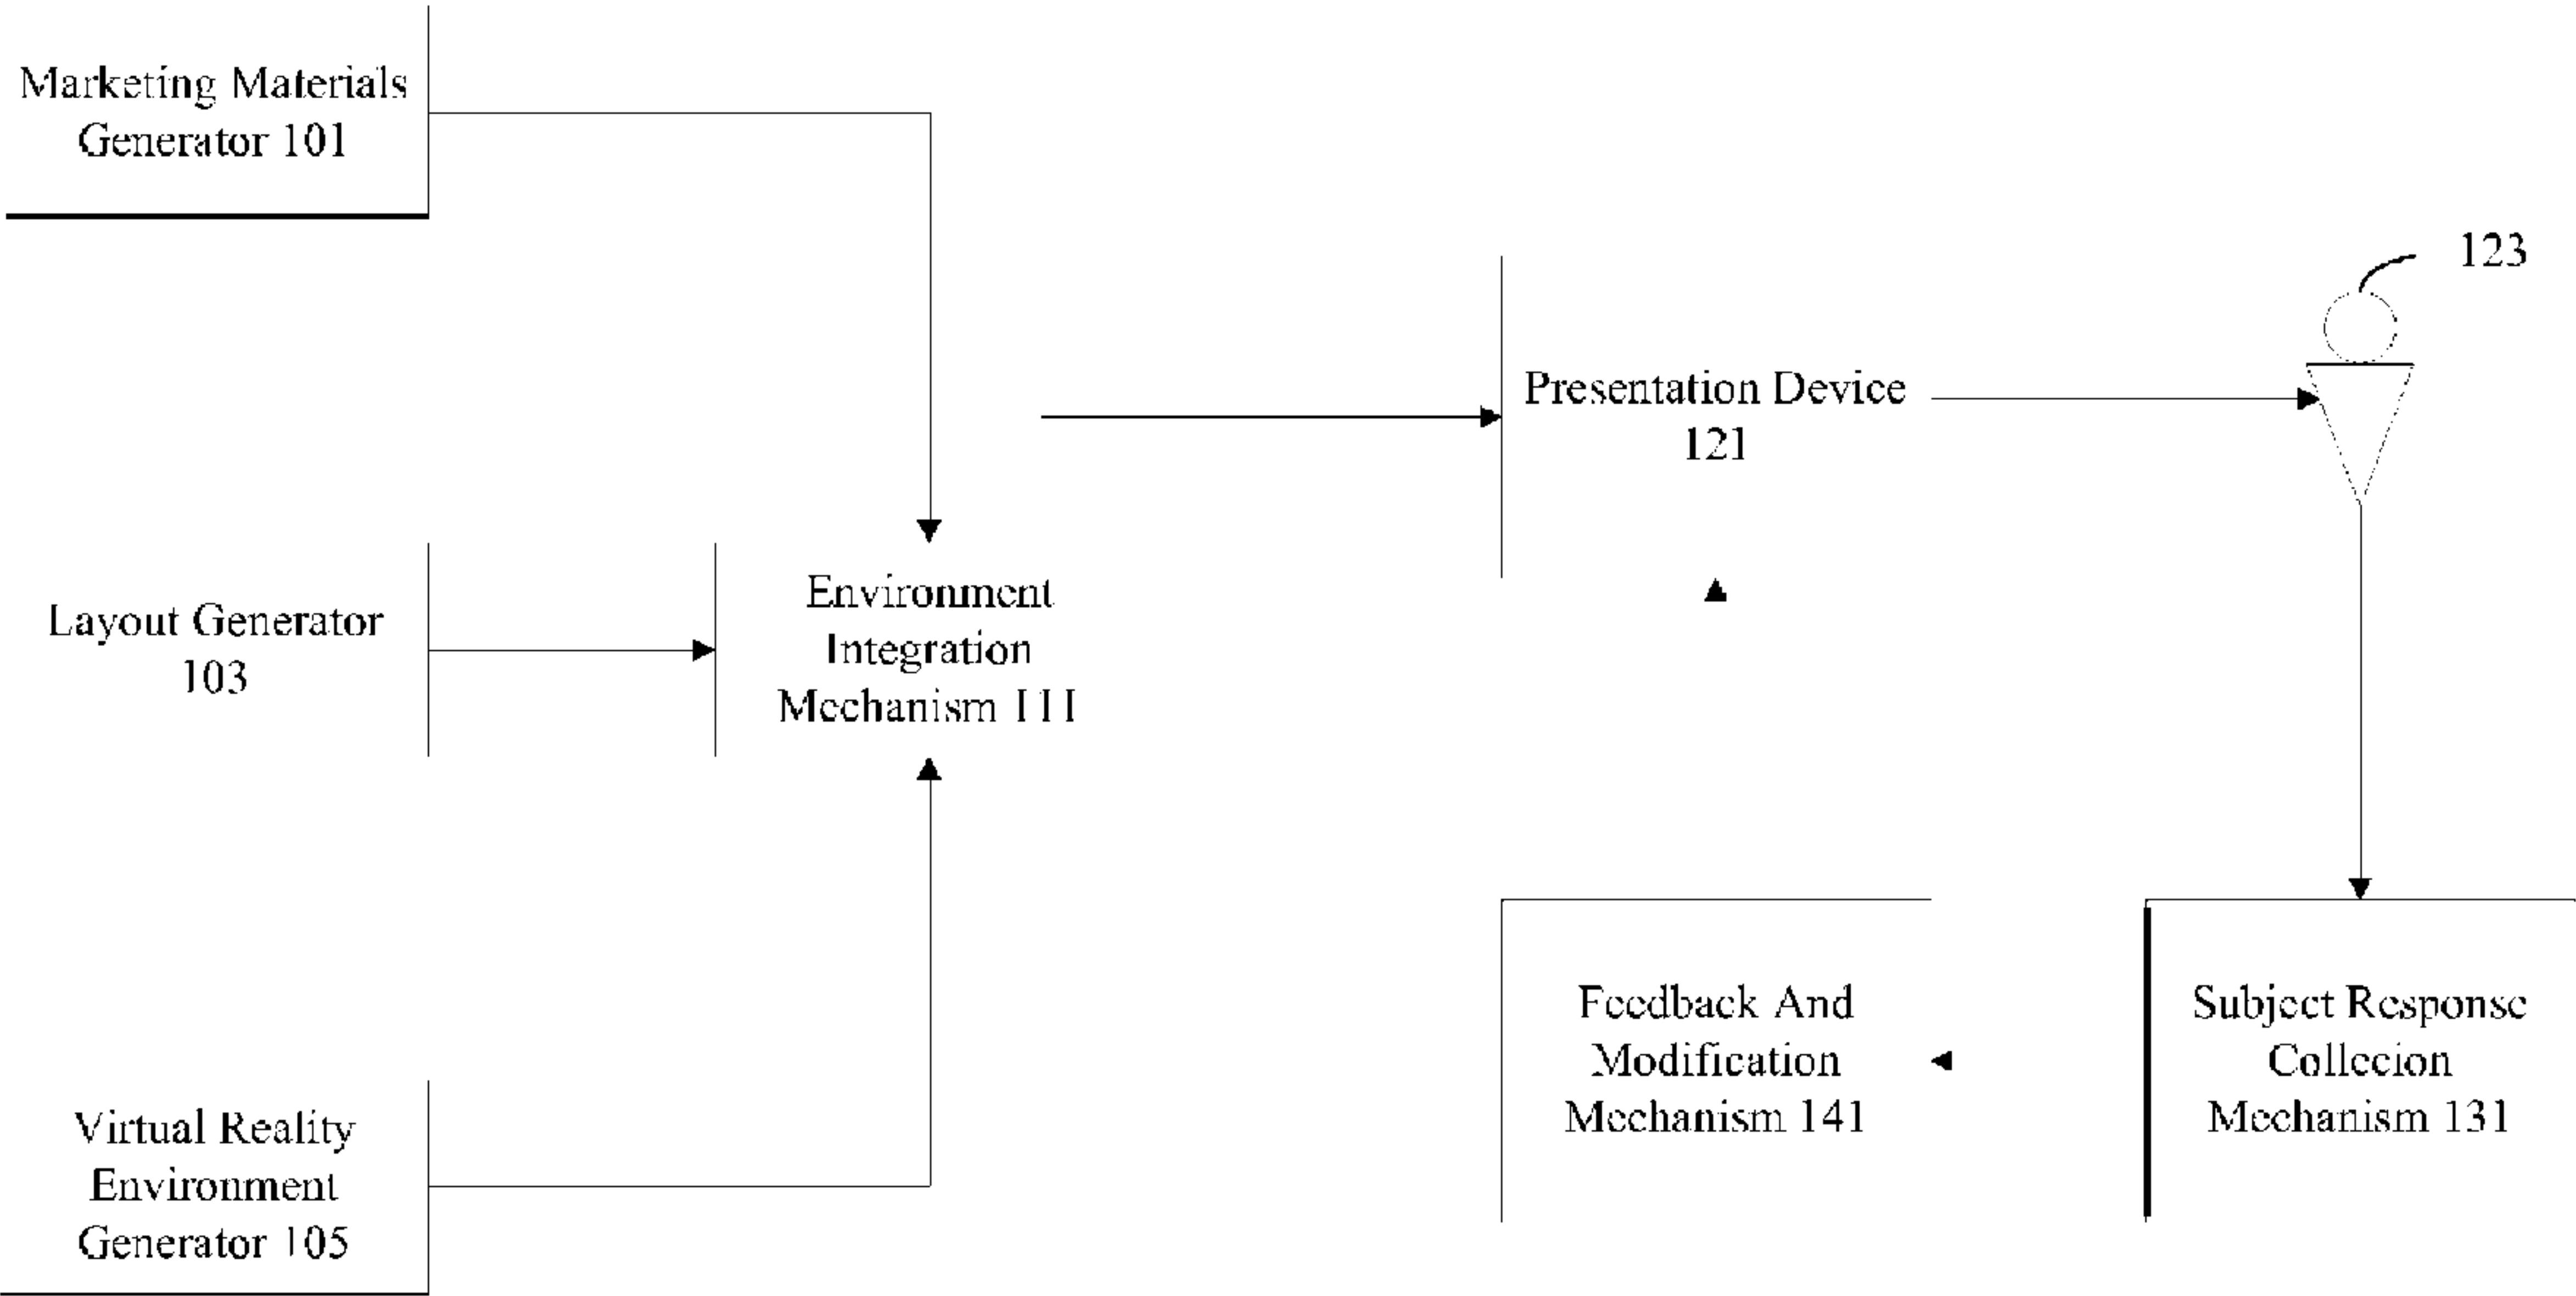 Marketing Materials
Generator 101
Layout Generator
103
Virtual Reality
Environment
Generator 105
Environment
Integration
Mechanism 111
Presentation Device
121
123
Feedback And
Modification
Mechanism 141
Subject Response
Collecion
Mechanism 131